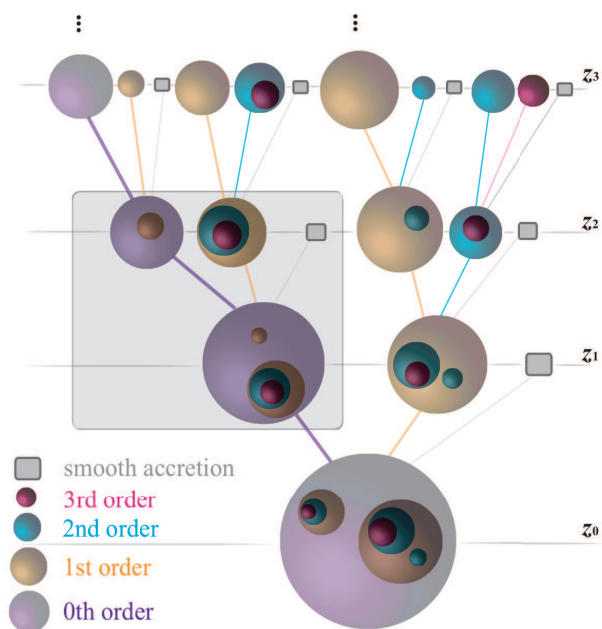 z3
z2
z1
smooth accretion
3rd order
2nd order
z0
1st order
0th order